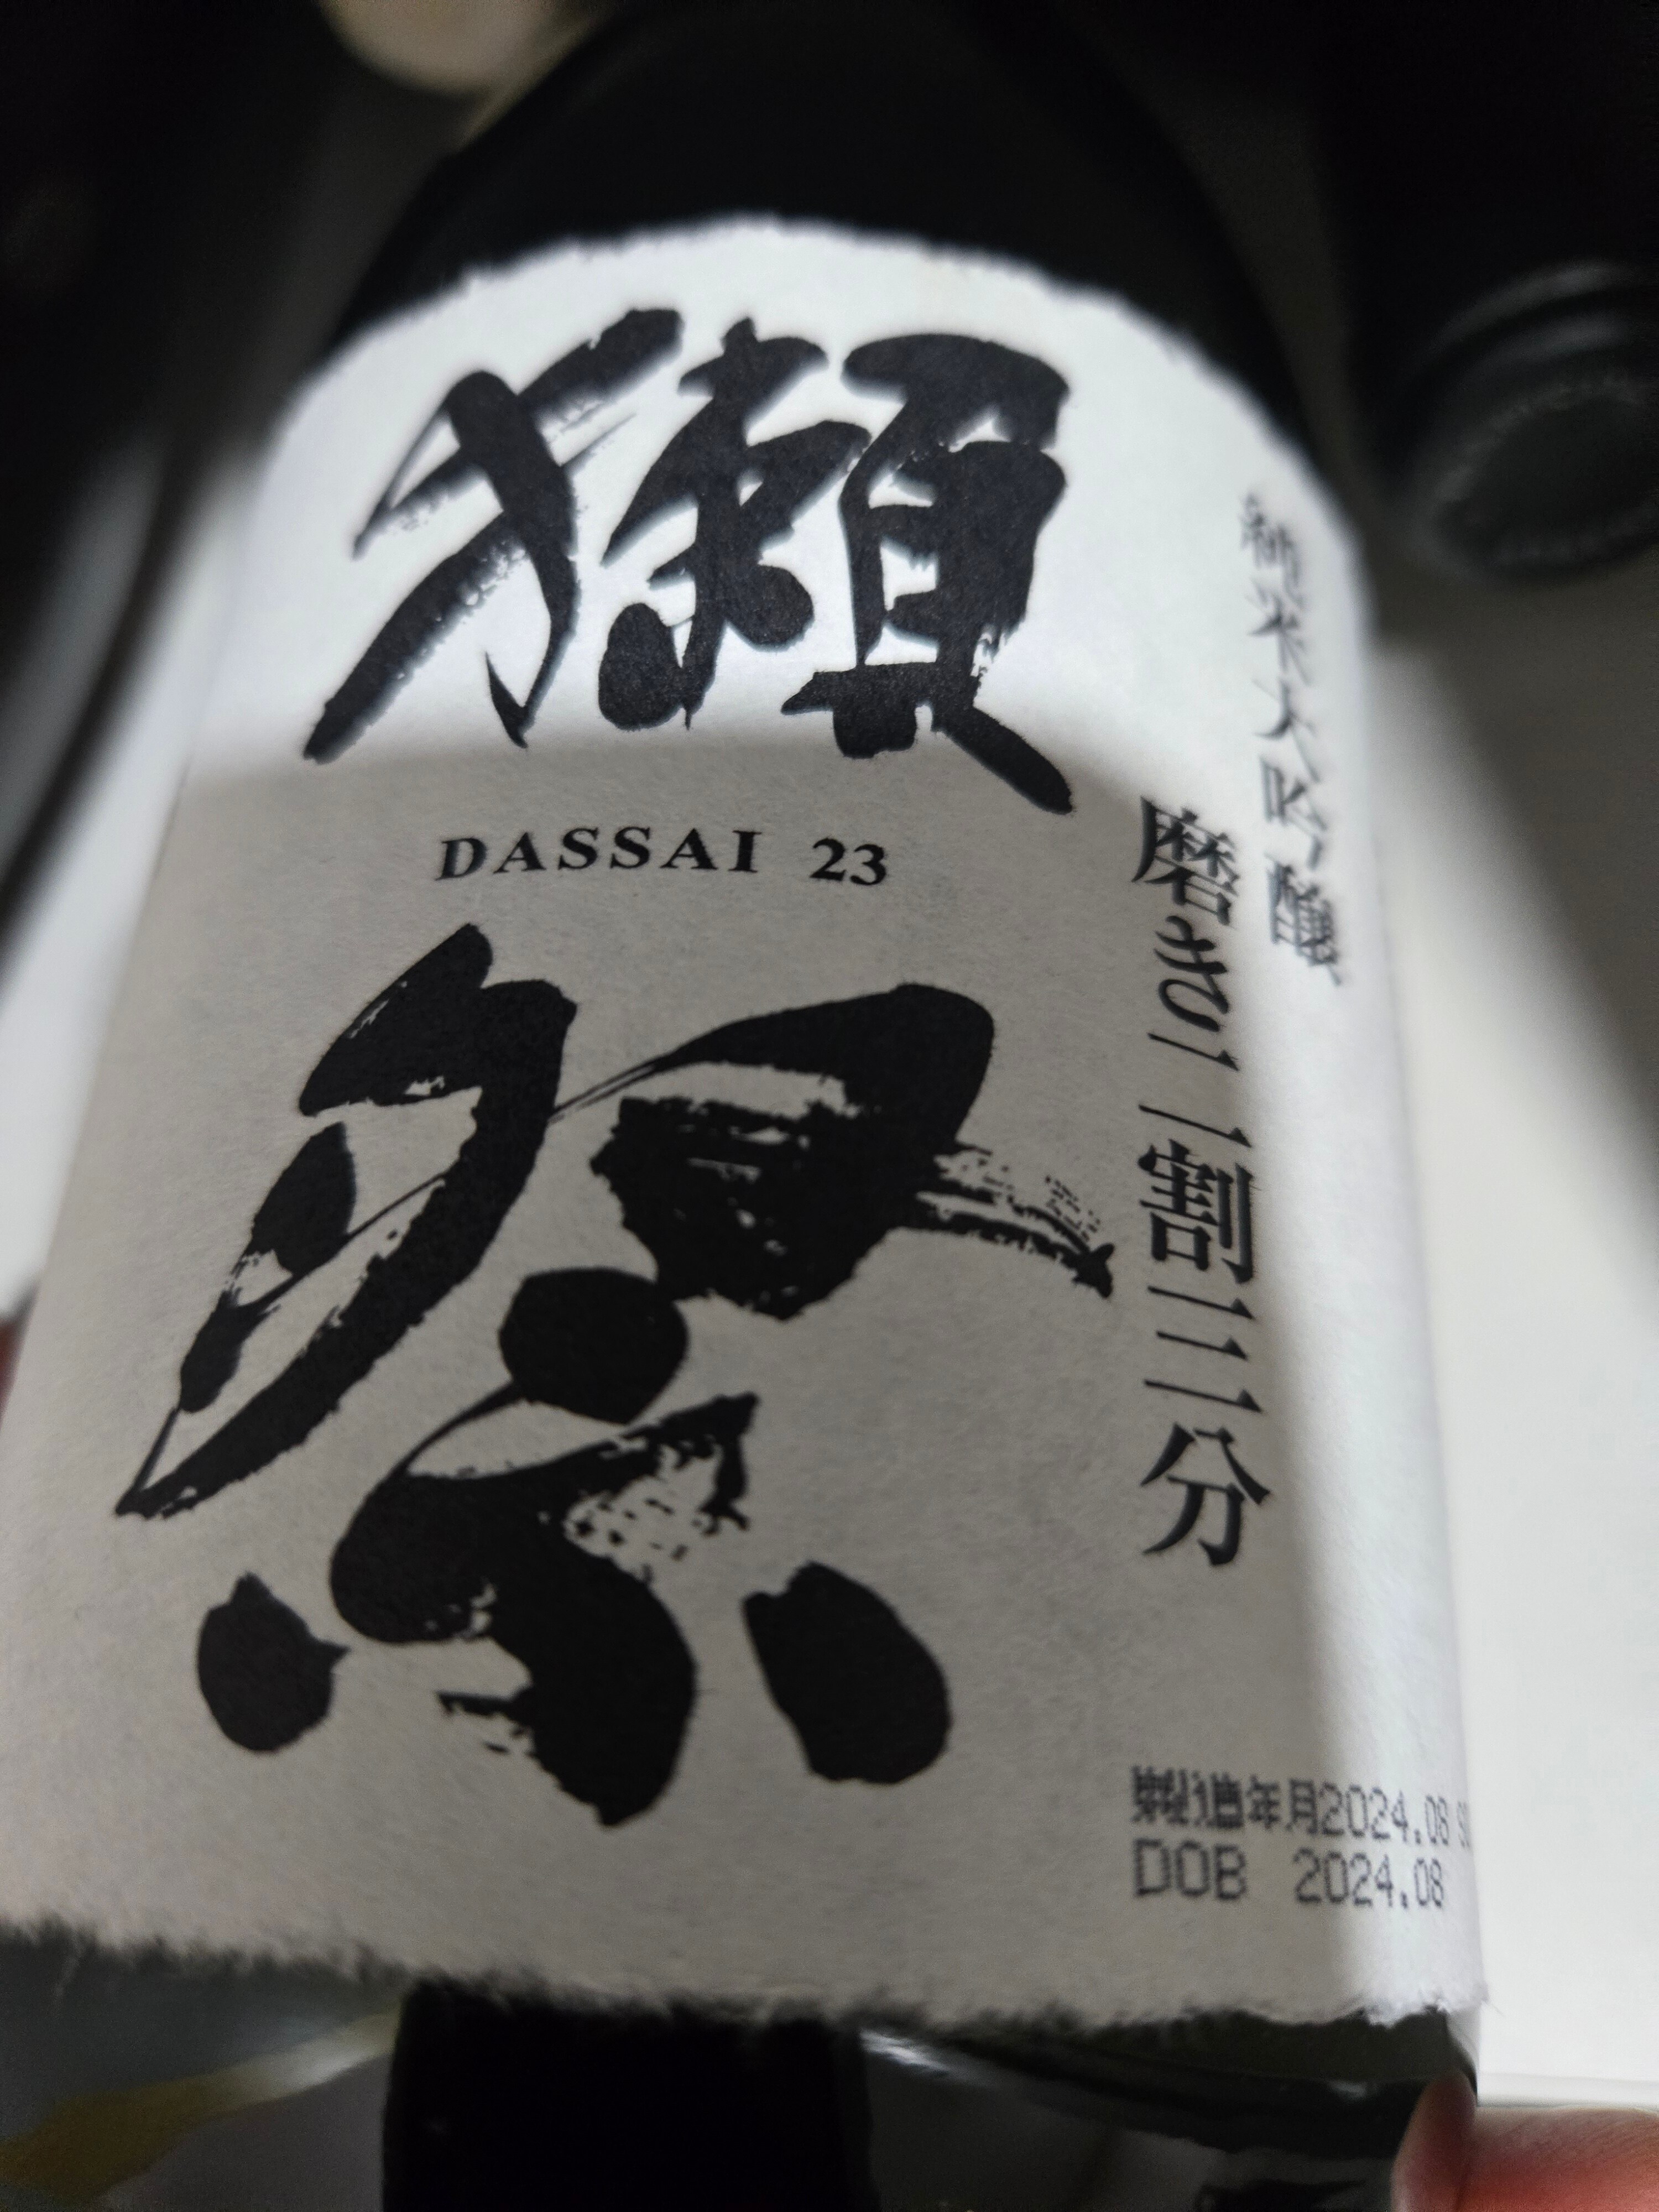 純米大吟醸
磨き二割三分
獺
DASSAI 23
祭
製造年月2024.08
DOB 2024.08